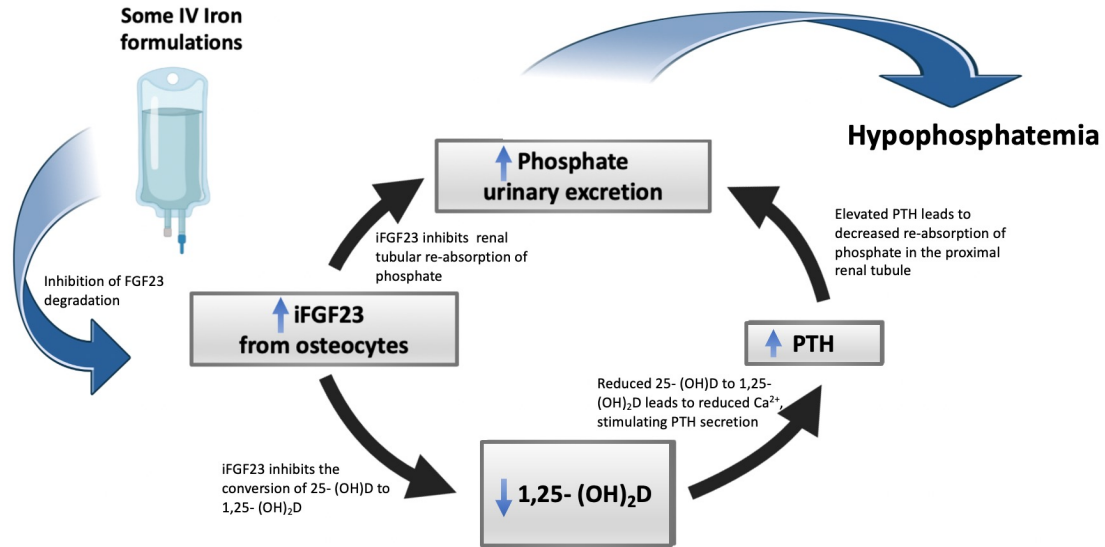 Some IV Iron
formulations
Hypophosphatemia
Phosphate
urinary excretion
Elevated PTH leads to
decreased re-absorption of
phosphate in the proximal
renal tubule
iFGF23 inhibits renal
tubular re-absorption of
phosphate
Inhibition of FGF23
degradation
iFGF23
from osteocytes
PTH
Reduced 25- (OH)D to 1,25-
(OH)₂D leads to reduced Ca²⁺,
stimulating PTH secretion
iFGF23 inhibits the
conversion of 25- (OH)D to
1,25- (OH)₂D
1,25- (OH)₂D